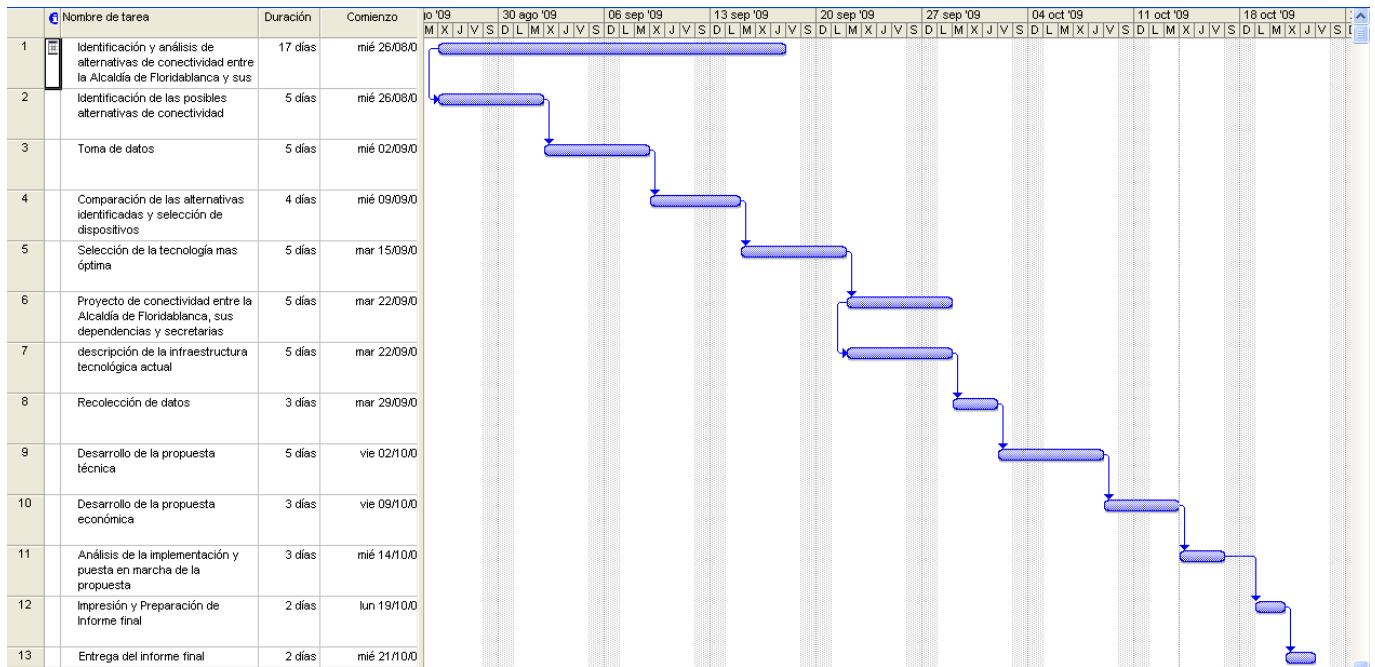 Nombre de tarea Duración Comienzo o '09 30 ago '09 06 sep '09 13 sep '09 20 sep '09 27 sep '09 04 oct '09 11 oct '09 18 oct '09
M X J V S D L M X J V S D L M X J V S D L M X J V S D L M X J V S D L M X J V S D L M X J V S D L M X J V S D L M X J V S
1 Identificación y análisis de 17 días mié 26/08/0
alternativas de conectividad entre
la Alcaldía de Floridablanca y sus
2 Identificación de las posibles 5 días mié 26/08/0
alternativas de conectividad
3 Toma de datos 5 días mié 02/09/0
4 Comparación de las alternativas 4 días mié 09/09/0
identificadas y selección de
dispositivos
5 Selección de la tecnología mas 5 días mar 15/09/0
óptima
6 Proyecto de conectividad entre la 5 días mar 22/09/0
Alcaldía de Floridablanca, sus
dependencias y secretarias
7 descripción de la infraestructura 5 días mar 22/09/0
tecnológica actual
8 Recolección de datos 3 días mar 29/09/0
9 Desarrollo de la propuesta 5 días vie 02/10/0
técnica
10 Desarrollo de la propuesta 3 días vie 09/10/0
económica
11 Análisis de la implementación y 3 días mié 14/10/0
puesta en marcha de la
propuesta
12 Impresión y Preparación de 2 días lun 19/10/0
Informe final
13 Entrega del informe final 2 días mié 21/10/0